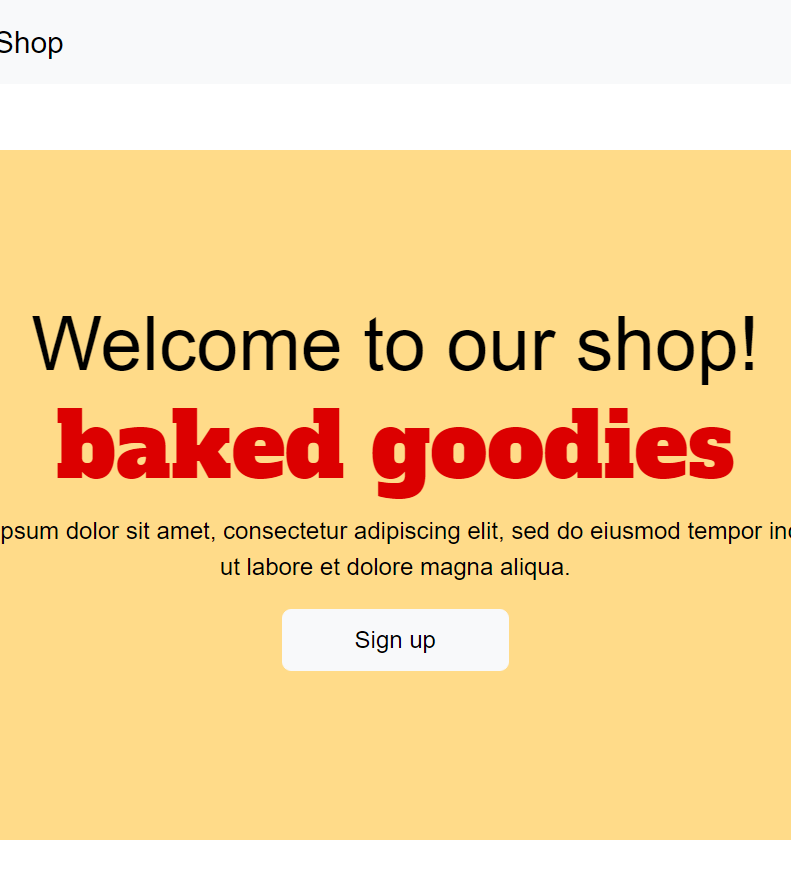 Shop
Welcome to our shop!
baked goodies
psum dolor sit amet, consectetur adipiscing elit, sed do eiusmod tempor
ut labore et dolore magna aliqua.
Sign up